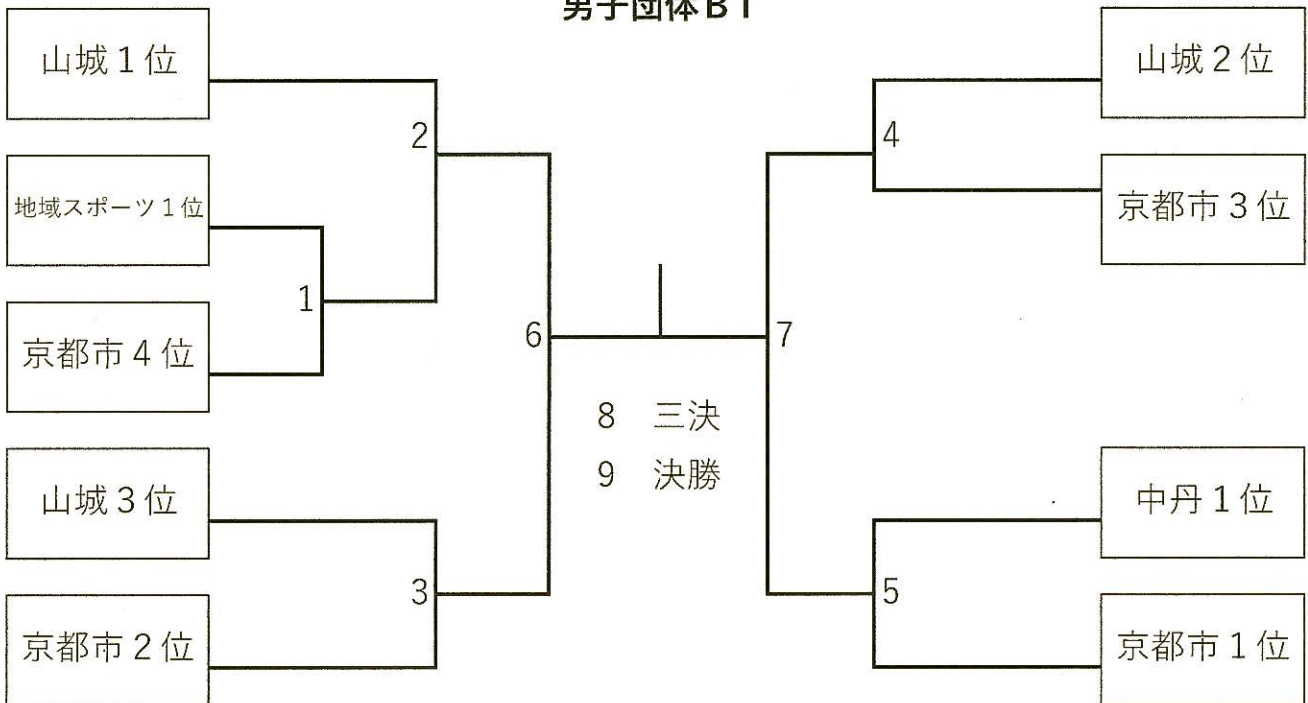 男子団体ＢＴ
山城１位
地域スポーツ１位
京都市４位
山城３位
京都市２位
2
1
3
6
8　三決
9　決勝
7
4
5
山城２位
京都市３位
中丹１位
京都市１位